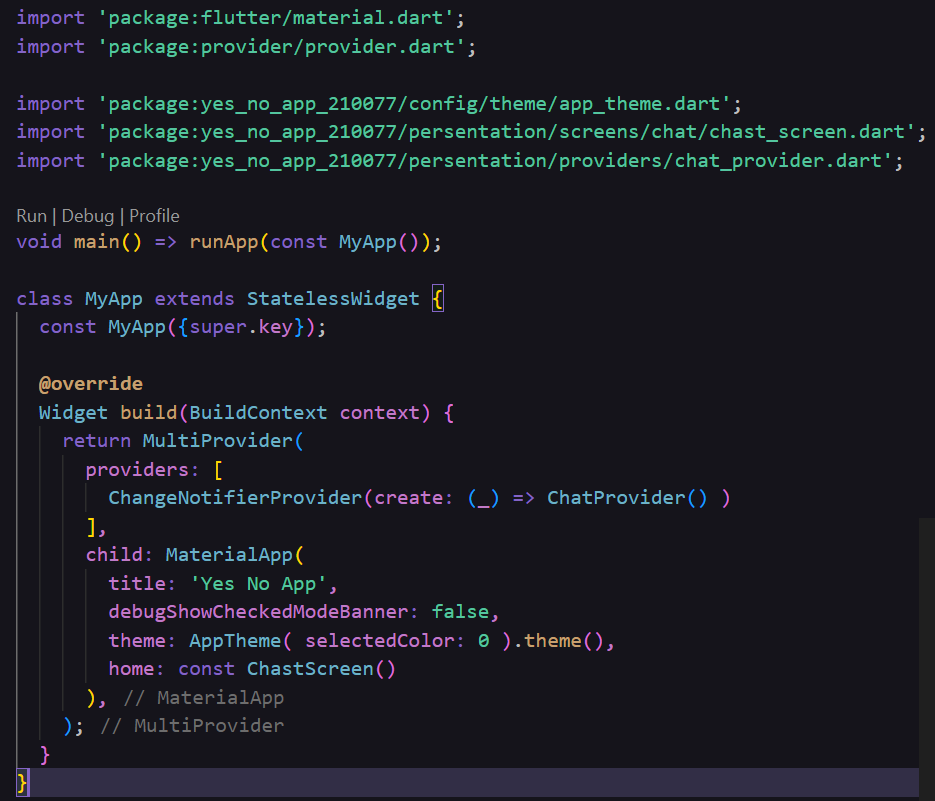 import 'package:flutter/material.dart';
import 'package:provider/provider.dart';

import 'package:yes_no_app_210077/config/theme/app_theme.dart';
import 'package:yes_no_app_210077/persentation/screens/chat/chast_screen.dart';
import 'package:yes_no_app_210077/persentation/providers/chat_provider.dart';

Run | Debug | Profile
void main() => runApp(const MyApp());

class MyApp extends StatelessWidget {
  const MyApp({super.key});

  @override
  Widget build(BuildContext context) {
    return MultiProvider(
      providers: [
        ChangeNotifierProvider(create: (_) => ChatProvider() )
      ],
      child: MaterialApp(
        title: 'Yes No App',
        debugShowCheckedModeBanner: false,
        theme: AppTheme( selectedColor: 0 ).theme(),
        home: const ChastScreen()
      ), // MaterialApp
    ); // MultiProvider
  }
}